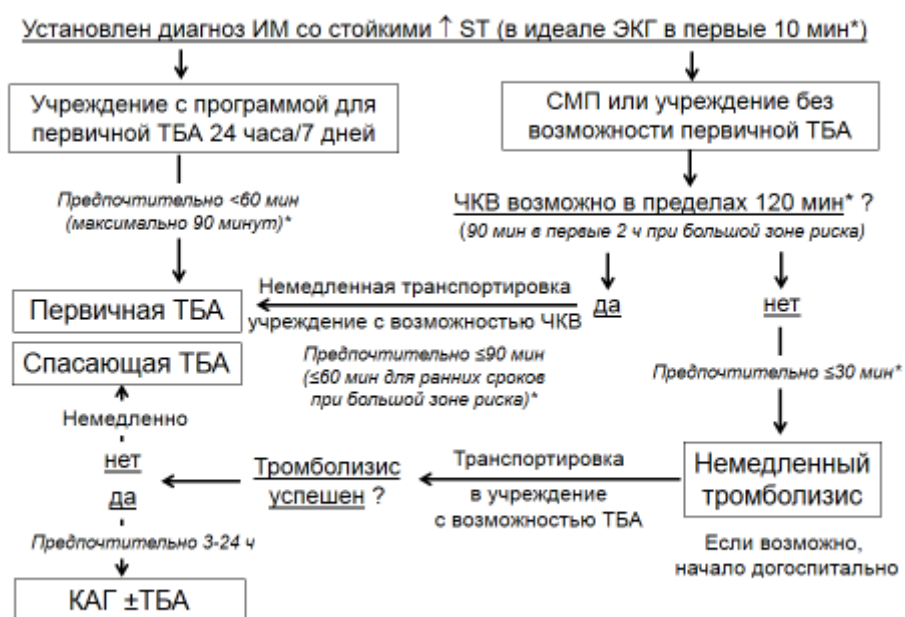 Установлен диагноз ИМ со стойкими ↑ ST (в идеале ЭКГ в первые 10 мин*)
Учреждение с программой для
первичной ТБА 24 часа/7 дней
СМП или учреждение без
возможности первичной ТБА
Предпочтительно <60 мин
(максимально 90 минут)*
ЧКВ возможно в пределах 120 мин* ?
(90 мин в первые 2 ч при большой зоне риска)
Немедленная транспортировка
учреждение с возможностью ЧКВ
да
нет
Первичная ТБА
Предпочтительно ≤90 мин
(≤60 мин для ранних сроков
при большой зоне риска)*
Предпочтительно ≤30 мин*
Спасающая ТБА
Немедленно
нет
да
Тромболизис
успешен ?
Транспортировка
в учреждение
с возможностью ТБА
Немедленный
тромболизис
Если возможно,
начало догоспитально
Предпочтительно 3-24 ч
КАГ ±ТБА